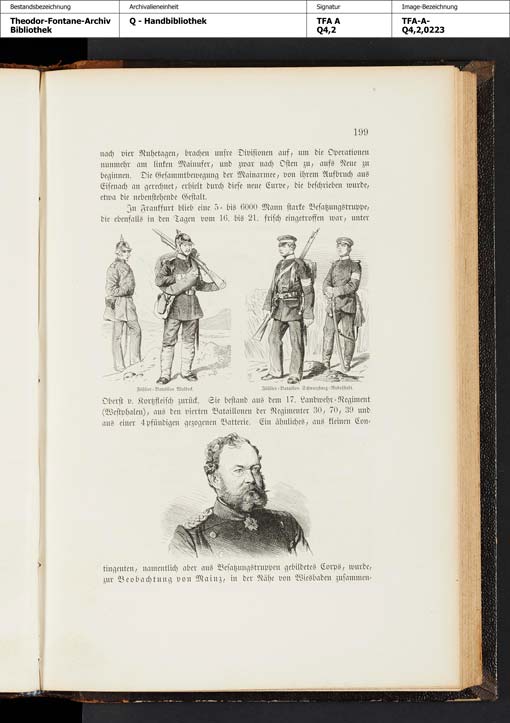 Bestandsbezeichnung Archivalieneinheit Signatur Image-Bezeichnung
Theodor-Fontane-Archiv Q - Handbibliothek TFA A TFA-A-
Bibliothek Q4,2 Q4,2,0223
199
nach vier Ruhetagen, brachen unsre Divisionen auf, um die Operationen
nunmehr am linken Mainufer, und zwar nach Osten zu, aufs Neue zu
beginnen. Die Gesammtbewegung der Mainarmee, von ihrem Aufbruch aus
Eisenach an gerechnet, erhielt durch diese neue Curve, die beschrieben wurde,
etwa die nebenstehende Gestalt.
In Frankfurt blieb eine 5- bis 6000 Mann starke Besatzungstruppe,
die ebenfalls in den Tagen vom 16. bis 21. frisch eingetroffen war, unter
Füsilier-Bataillon Waldeck. Füsilier-Bataillon Schwarzburg-Rudolstadt.
Oberst v. Kortzfleisch zurück. Sie bestand aus dem 17. Landwehr-Regiment
(Westphalen), aus den vierten Bataillonen der Regimenter 30, 70, 39 und
aus einer 4pfündigen gezogenen Batterie. Ein ähnliches, aus kleinen Con-
tingenten, namentlich aber aus Besatzungstruppen gebildetes Corps, wurde,
zur Beobachtung von Mainz, in der Nähe von Wiesbaden zusammen-